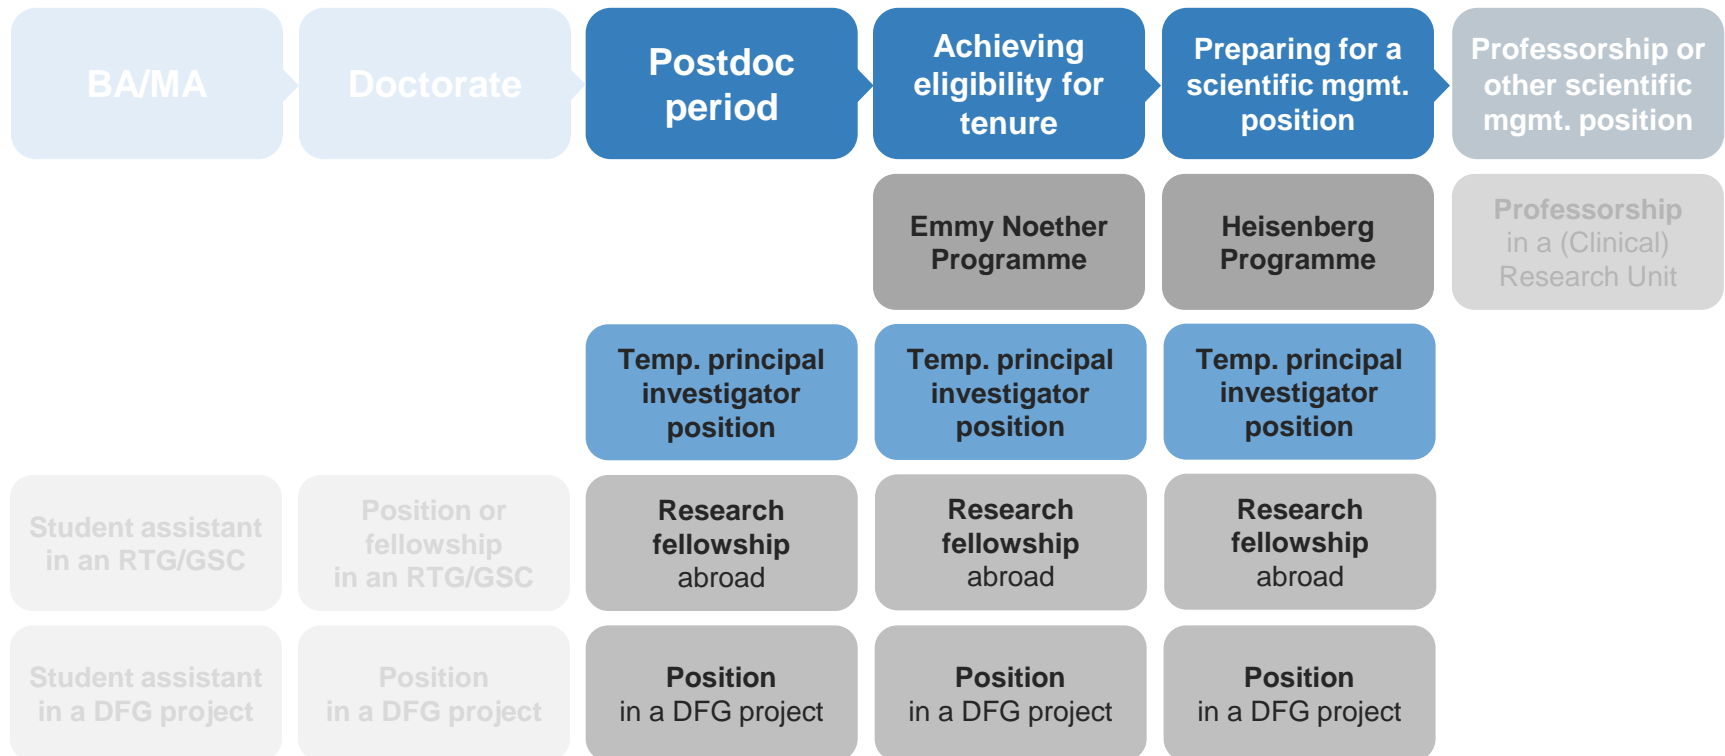 BA/MA
Doctorate
Postdoc
period
Achieving
eligibility for
tenure
Preparing for a
scientific mgmt.
position
Professorship or
other scientific
mgmt. position
Emmy Noether
Programme
Heisenberg
Programme
Professorship
in a (Clinical)
Research Unit
Temp. principal
investigator
position
Temp. principal
investigator
position
Temp. principal
investigator
position
Student assistant
in an RTG/GSC
Position or
fellowship
in an RTG/GSC
Research
fellowship
abroad
Research
fellowship
abroad
Research
fellowship
abroad
Student assistant
in a DFG project
Position
in a DFG project
Position
in a DFG project
Position
in a DFG project
Position
in a DFG project